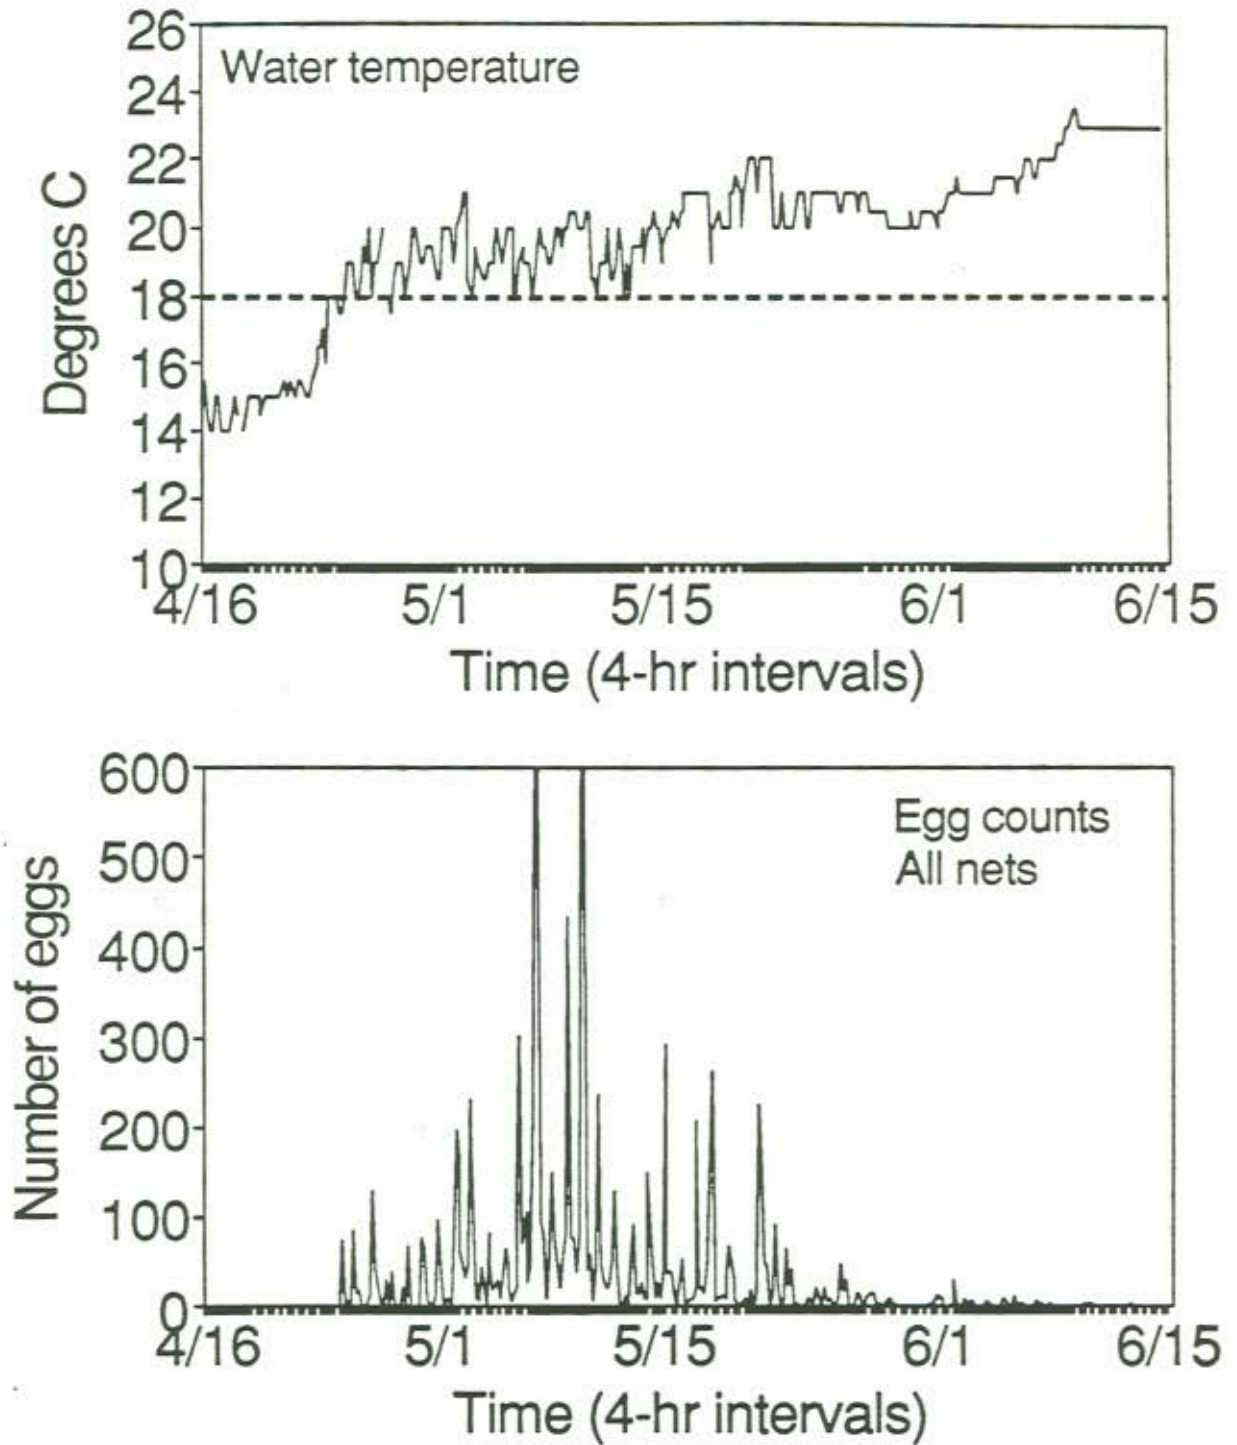 Water temperature
Degrees C
26
24
22
20
18
16
14
12
10
4/16 5/1 5/15 6/1 6/15
Time (4-hr intervals)
Egg counts
All nets
Number of eggs
600
500
400
300
200
100
0
4/16 5/1 5/15 6/1 6/15
Time (4-hr intervals)